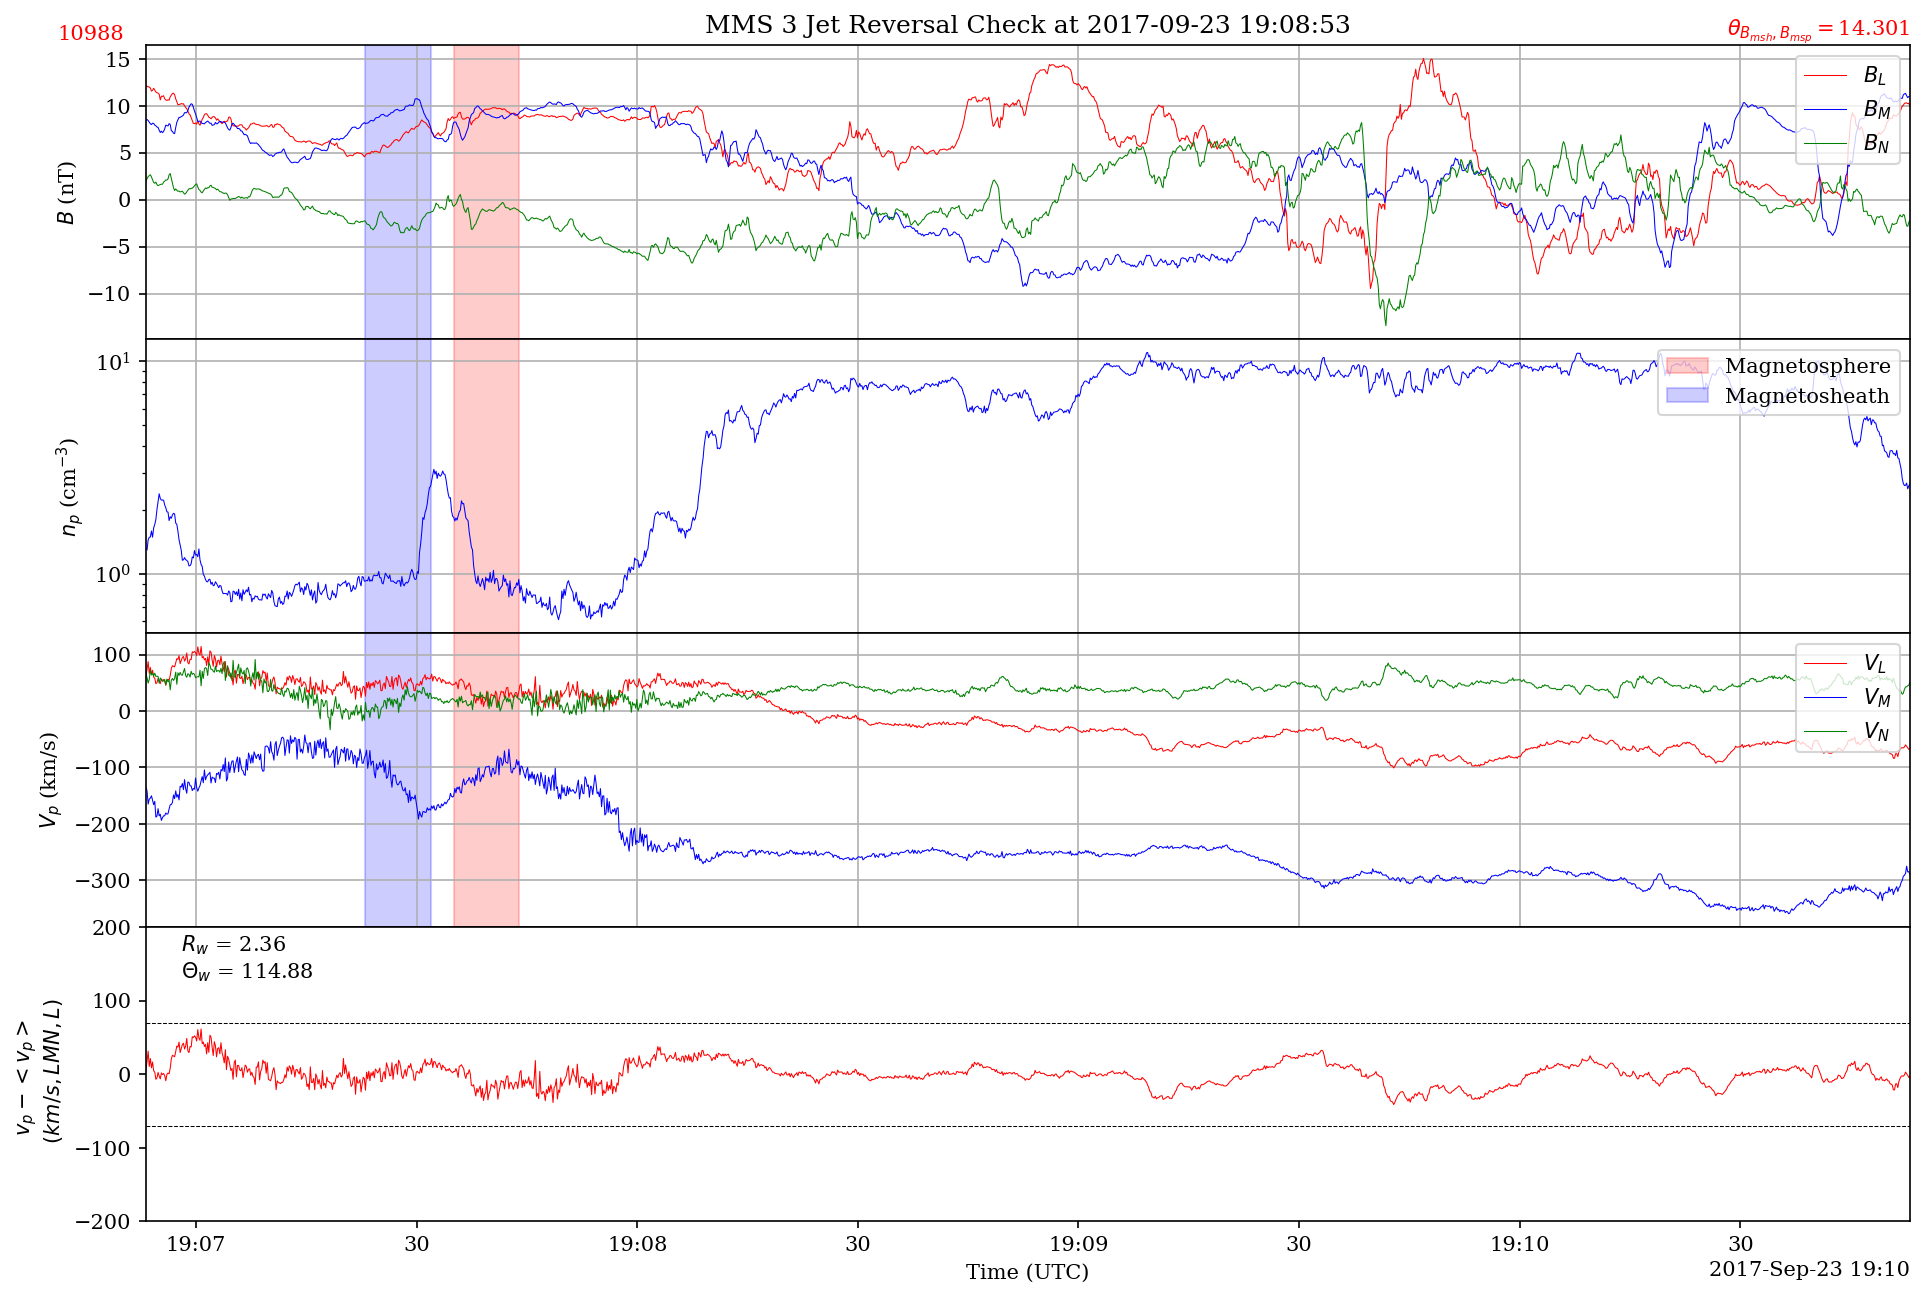 MMS 3 Jet Reversal Check at 2017-09-23 19:08:53
10988
θ_{B_{msh}, B_{msp}} = 14.301
15
10
5
0
−5
−10
B (nT)
B_L
B_M
B_N
10^1
10^0
n_p (cm^{−3})
Magnetosphere
Magnetosheath
100
0
−100
−200
−300
V_p (km/s)
V_L
V_M
V_N
200
100
0
−100
−200
v_p − < v_p >
(km/s, LMN, L)
R_w = 2.36
Θ_w = 114.88
19:07
30
19:08
30
19:09
30
19:10
30
Time (UTC)
2017-Sep-23 19:10